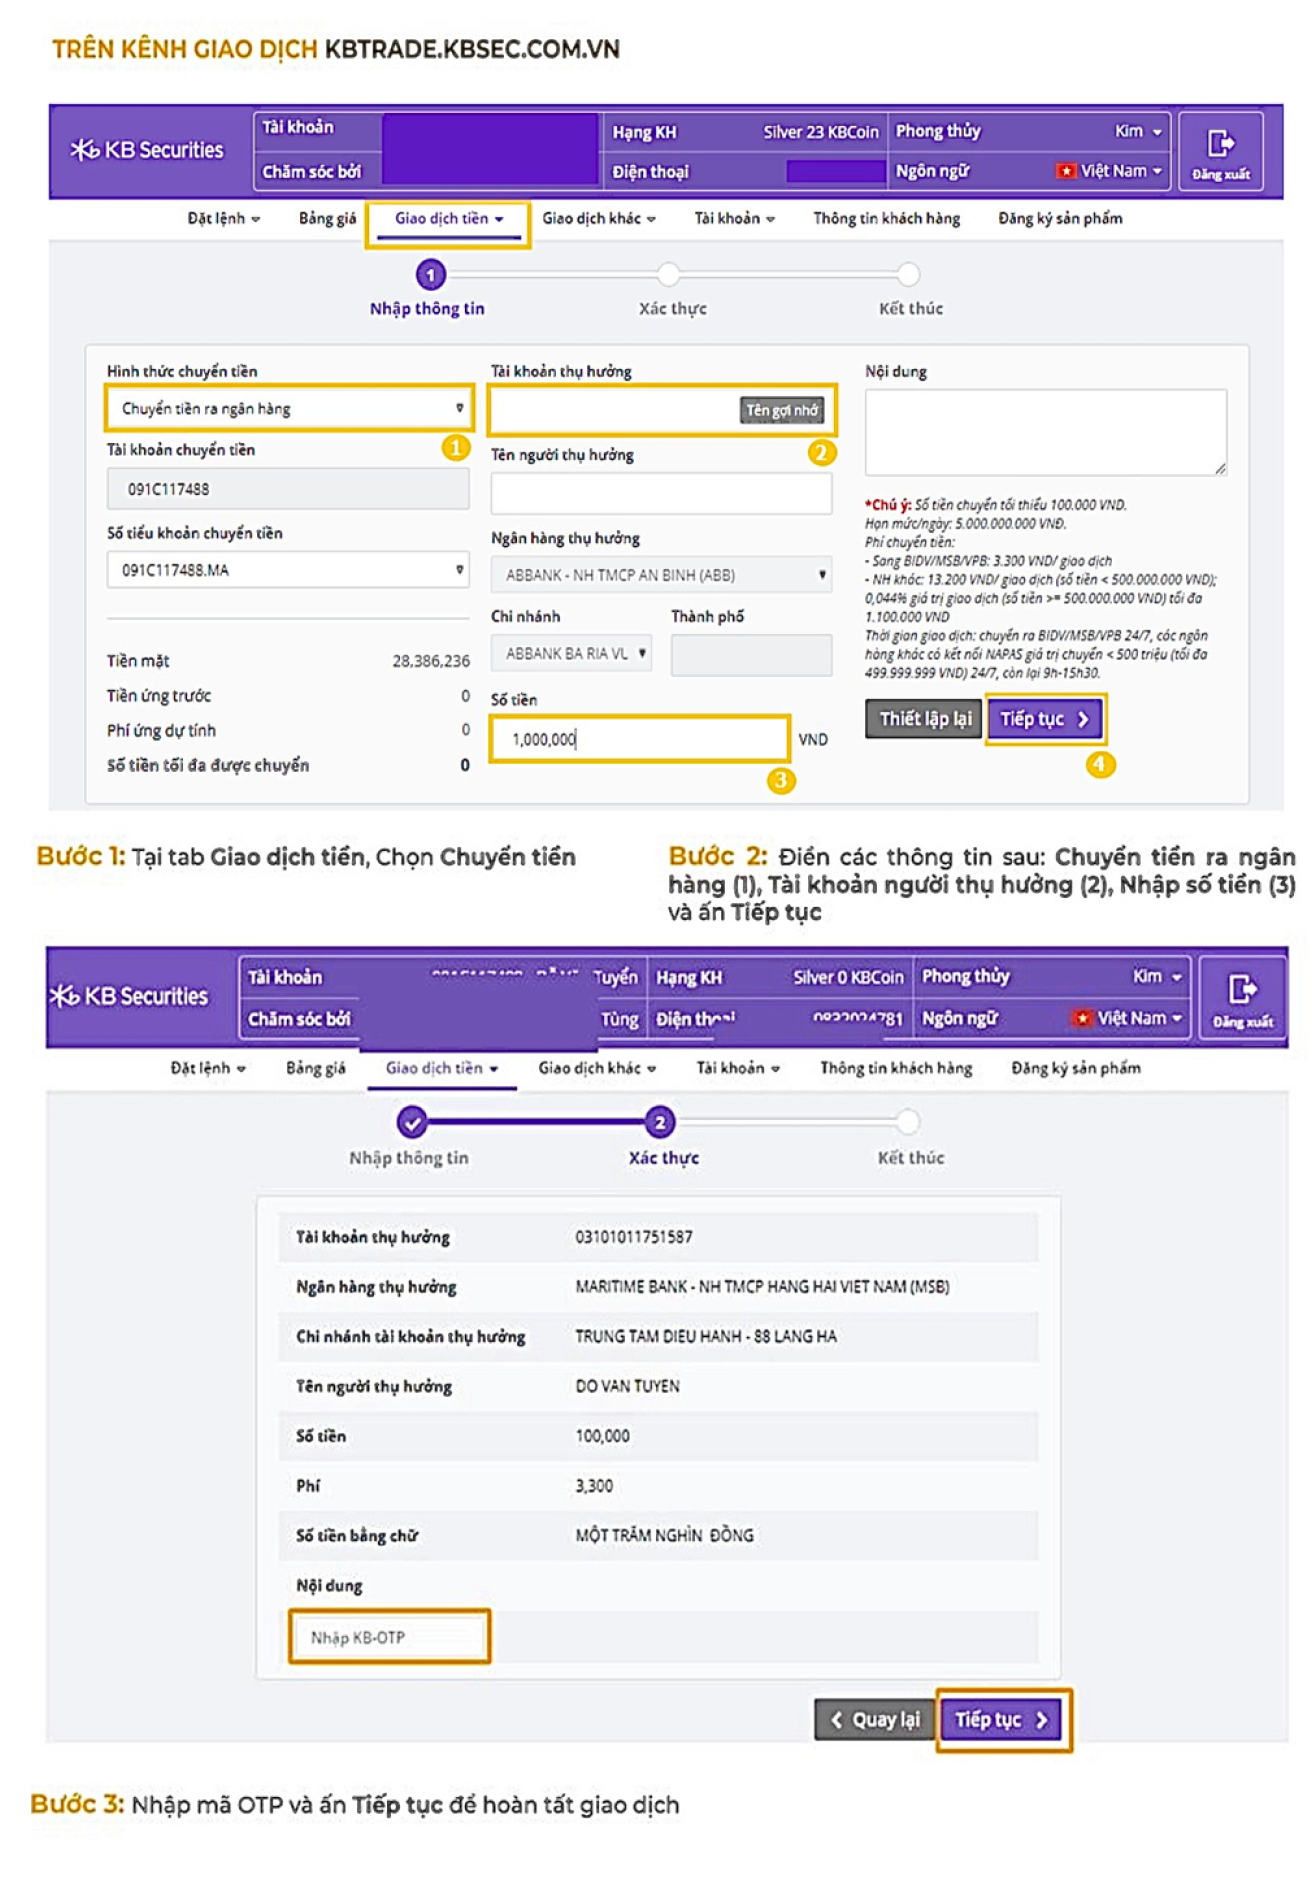 TRÊN KÊNH GIAO DỊCH KBTRADE.KBSEC.COM.VN
KB Securities
Tài khoản
Hạng KH Silver 23 KBCoin
Phong thủy Kim
Chăm sóc bởi
Điện thoại
Ngôn ngữ Việt Nam
Đăng xuất
Đặt lệnh Bảng giá Giao dịch tiền Giao dịch khác Tài khoản Thông tin khách hàng Đăng ký sản phẩm
1
Nhập thông tin Xác thực Kết thúc
Hình thức chuyển tiền
Chuyển tiền ra ngân hàng
1
Tài khoản chuyển tiền
091C117488
Số tiểu khoản chuyển tiền
091C117488.MA
Tiền mặt 28,386,236
Tiền ứng trước 0
Phí ứng dự tính 0
Số tiền tối đa được chuyển 0
Tài khoản thụ hưởng
Tên gợi nhớ
2
Tên người thụ hưởng
Ngân hàng thụ hưởng
ABBANK - NH TMCP AN BINH (ABB)
Chi nhánh Thành phố
ABBANK BA RIA VL
Số tiền
1,000,000 VND
3
Nội dung
*Chú ý: Số tiền chuyển tối thiểu 100.000 VND.
Hạn mức/ngày: 5.000.000.000 VNĐ.
Phí chuyển tiền:
- Sang BIDV/MSB/VPB: 3.300 VND/ giao dịch
- NH khác: 13.200 VND/ giao dịch (số tiền < 500.000.000 VND);
0,044% giá trị giao dịch (số tiền >= 500.000.000 VND) tối đa
1.100.000 VND
Thời gian giao dịch: chuyển ra BIDV/MSB/VPB 24/7, các ngân
hàng khác có kết nối NAPAS giá trị chuyển < 500 triệu (tối đa
499.999.999 VND) 24/7, còn lại 9h-15h30.
Thiết lập lại Tiếp tục
4
Bước 1: Tại tab Giao dịch tiền, Chọn Chuyển tiền
Bước 2: Điền các thông tin sau: Chuyển tiền ra ngân
hàng (1), Tài khoản người thụ hưởng (2), Nhập số tiền (3)
và ấn Tiếp tục
KB Securities
Tài khoản Tuyển
Hạng KH Silver 0 KBCoin
Phong thủy Kim
Chăm sóc bởi Tùng
Điện thoại
Ngôn ngữ Việt Nam
Đăng xuất
Đặt lệnh Bảng giá Giao dịch tiền Giao dịch khác Tài khoản Thông tin khách hàng Đăng ký sản phẩm
2
Nhập thông tin Xác thực Kết thúc
Tài khoản thụ hưởng 03101011751587
Ngân hàng thụ hưởng MARITIME BANK - NH TMCP HANG HAI VIET NAM (MSB)
Chi nhánh tài khoản thụ hưởng TRUNG TAM DIEU HANH - 88 LANG HA
Tên người thụ hưởng DO VAN TUYEN
Số tiền 100,000
Phí 3,300
Số tiền bằng chữ MỘT TRĂM NGHÌN ĐỒNG
Nội dung
Nhập KB-OTP
Quay lại Tiếp tục
Bước 3: Nhập mã OTP và ấn Tiếp tục để hoàn tất giao dịch